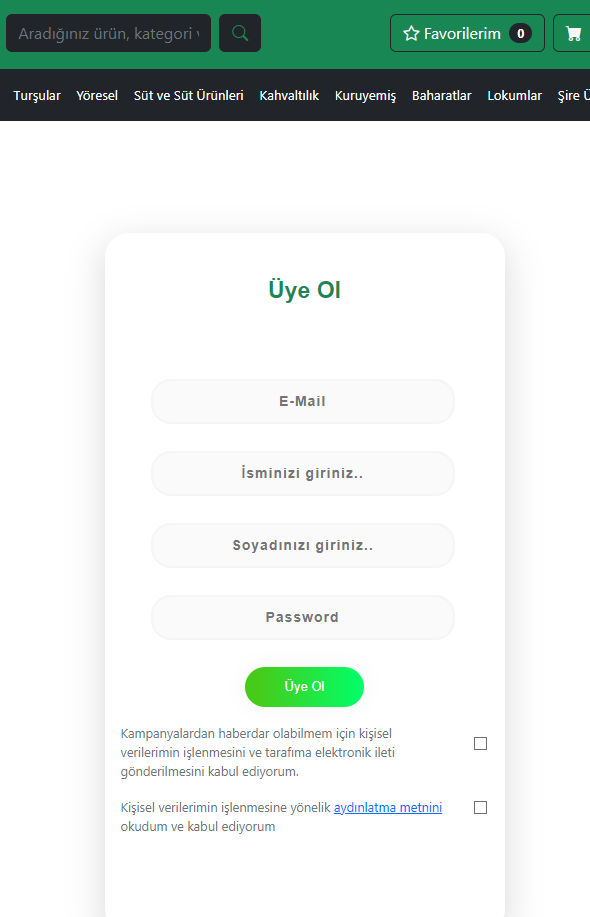 Aradığınız ürün, kategori v
Favorilerim 0
Turşular Yöresel Süt ve Süt Ürünleri Kahvaltılık Kuruyemiş Baharatlar Lokumlar Şire Ü
Üye Ol
E-Mail
İsminizi giriniz..
Soyadınızı giriniz..
Password
Üye Ol
Kampanyalardan haberdar olabilmem için kişisel
verilerimin işlenmesini ve tarafıma elektronik ileti
gönderilmesini kabul ediyorum.
Kişisel verilerimin işlenmesine yönelik aydınlatma metnini
okudum ve kabul ediyorum